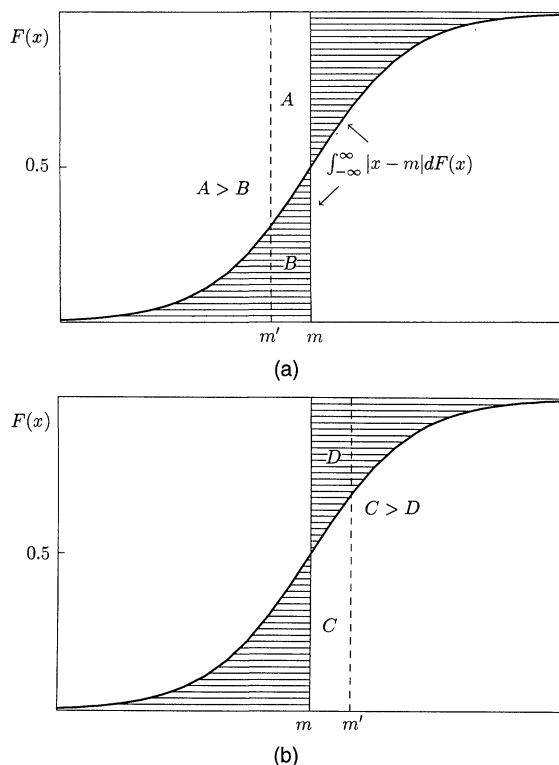 F(x)
A
0.5
∫_{-∞}^{∞} |x − m|dF(x)
A > B
B
m′ m
(a)
F(x)
D
C > D
0.5
C
m m′
(b)